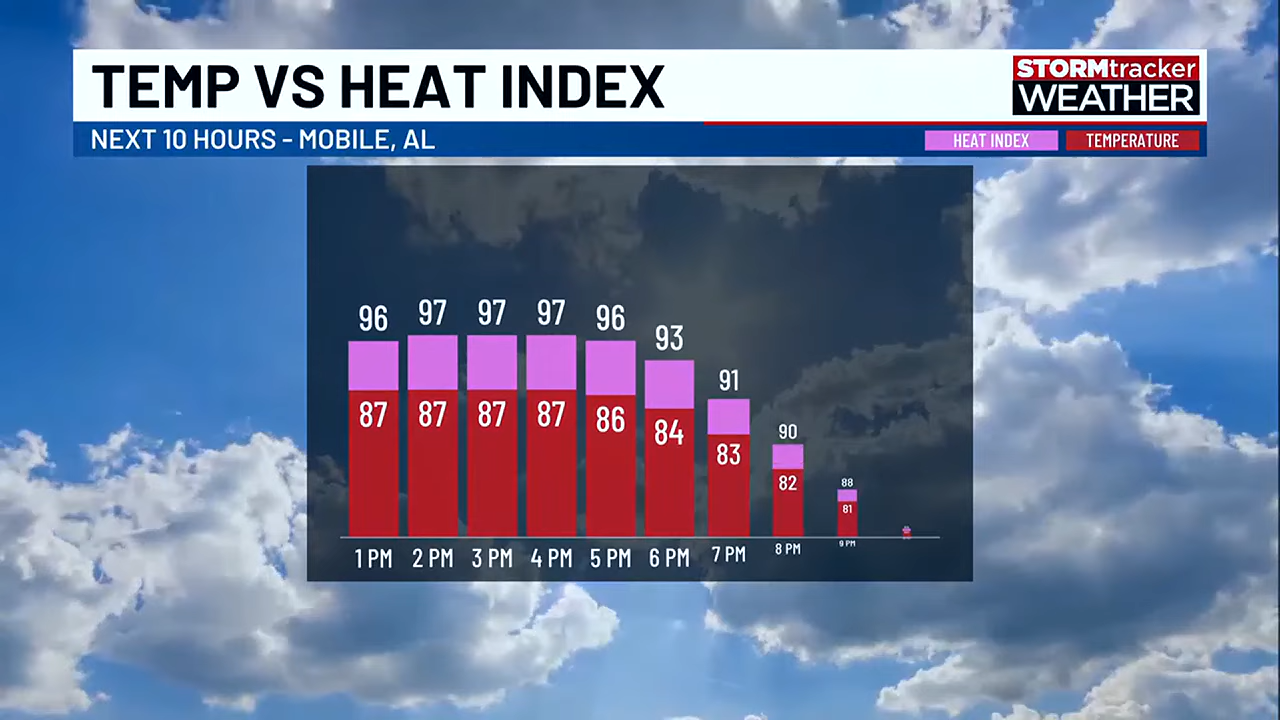 TEMP VS HEAT INDEX
STORMtracker
WEATHER
NEXT 10 HOURS - MOBILE, AL
HEAT INDEX TEMPERATURE
96 97 97 97 96 93 91 90 88
87 87 87 87 86 84 83 82 81
1 PM 2 PM 3 PM 4 PM 5 PM 6 PM 7 PM 8 PM 9 PM